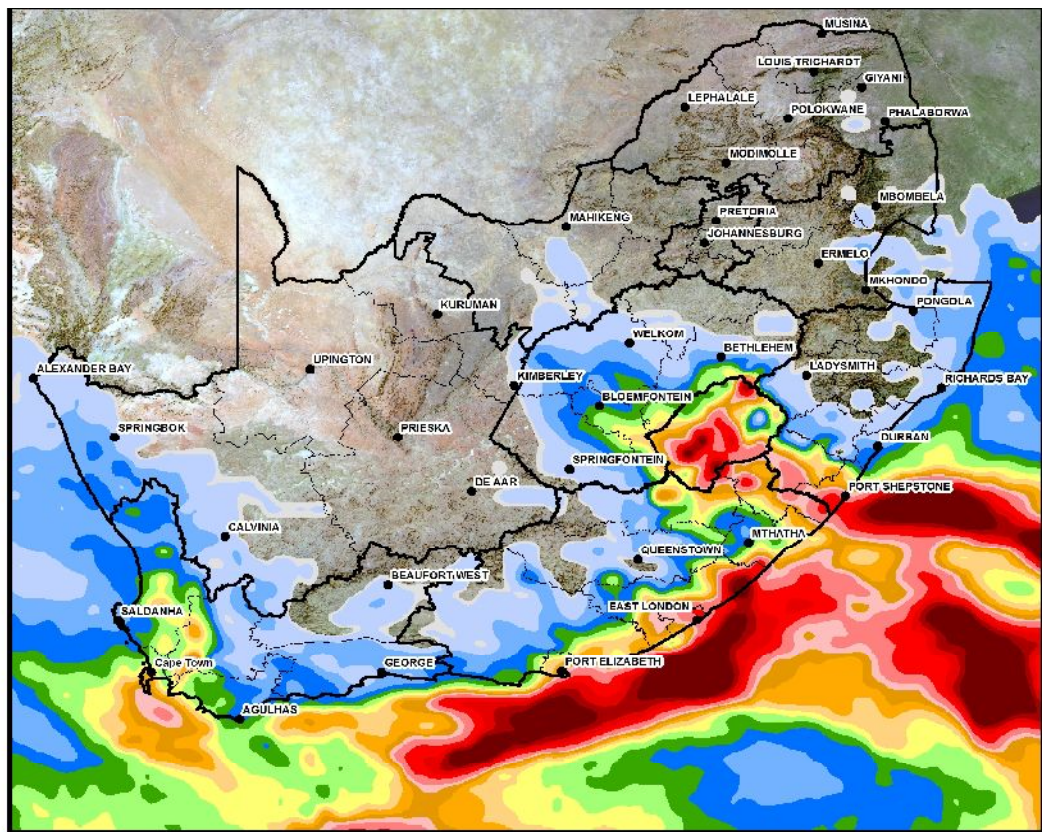 MUSINA
LOUIS TRICHARDT
GIYANI
LEPHALALE
POLOKWANE
PHALABORWA
MODIMOLLE
MBOMBELA
PRETORIA
MAHIKENG
JOHANNESBURG
ERMELO
MKHONDO
PONGOLA
KURUMAN
WELKOM
BETHLEHEM
UPINGTON
LADYSMITH
ALEXANDER BAY
KIMBERLEY
RICHARDS BAY
BLOEMFONTEIN
SPRINGBOK
PRIESKA
DURBAN
SPRINGFONTEIN
DE AAR
PORT SHEPSTONE
CALVINIA
MTHATHA
QUEENSTOWN
BEAUFORT WEST
SALDANHA
EAST LONDON
Cape Town
GEORGE
PORT ELIZABETH
AGULHAS